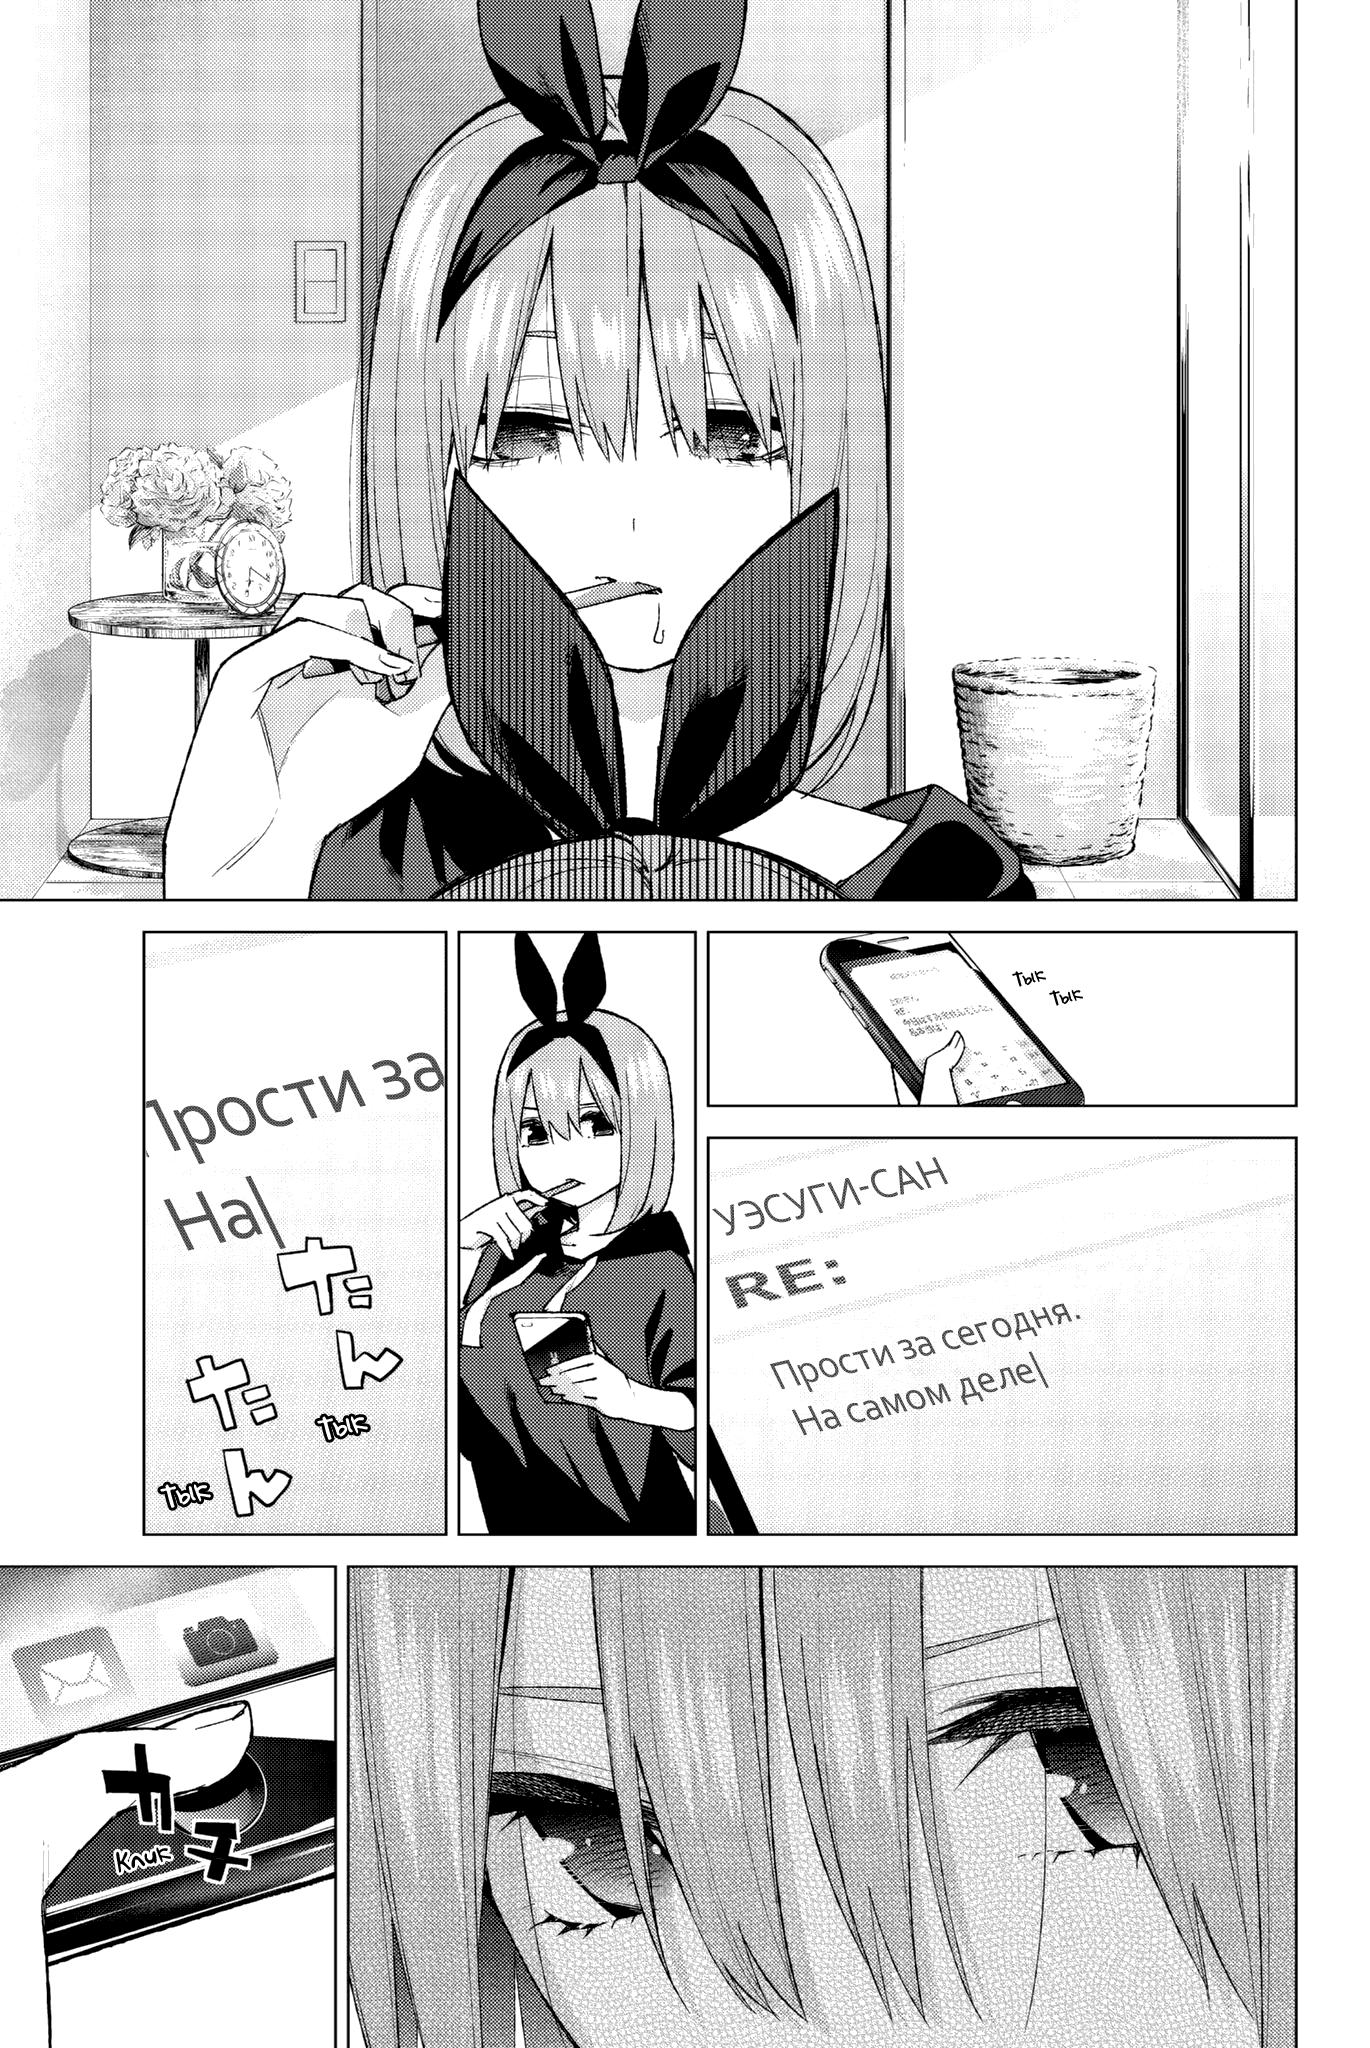 тык
тык
УЭСУГИ-САН
RE:
Прости за сегодня.
На самом деле
Прости за
На
たん
たん
тык
тык
カチ
Клик